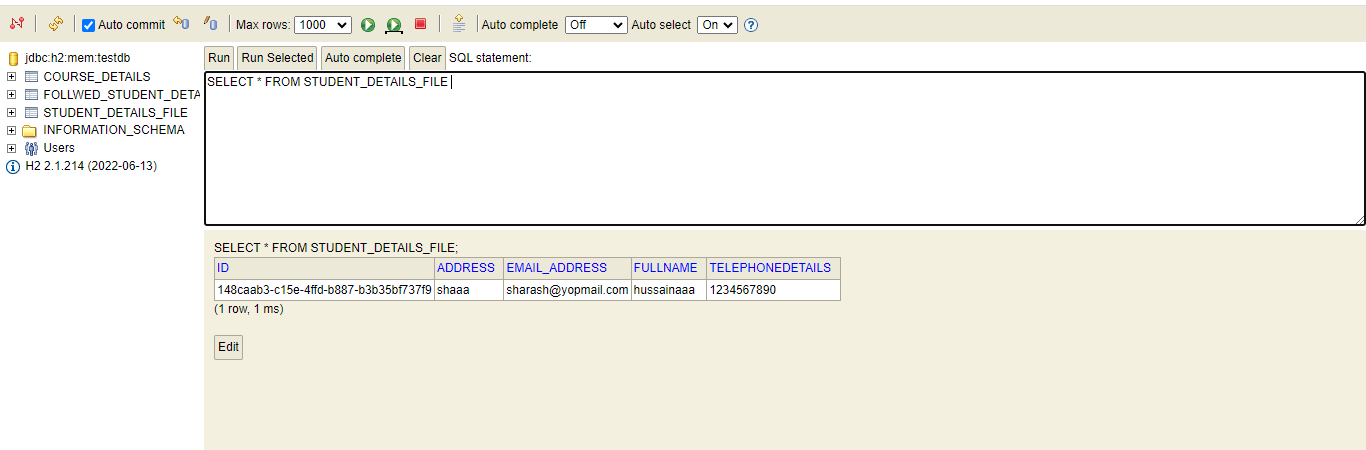 Auto commit Max rows: 1000 Auto complete Off Auto select On
jdbc:h2:mem:testdb
COURSE_DETAILS
FOLLWED_STUDENT_DETA
STUDENT_DETAILS_FILE
INFORMATION_SCHEMA
Users
H2 2.1.214 (2022-06-13)
Run Run Selected Auto complete Clear SQL statement:
SELECT * FROM STUDENT_DETAILS_FILE
SELECT * FROM STUDENT_DETAILS_FILE;
ID ADDRESS EMAIL_ADDRESS FULLNAME TELEPHONEDETAILS
148caab3-c15e-4ffd-b887-b3b35bf737f9 shaaa sharash@yopmail.com hussainaaa 1234567890
(1 row, 1 ms)
Edit